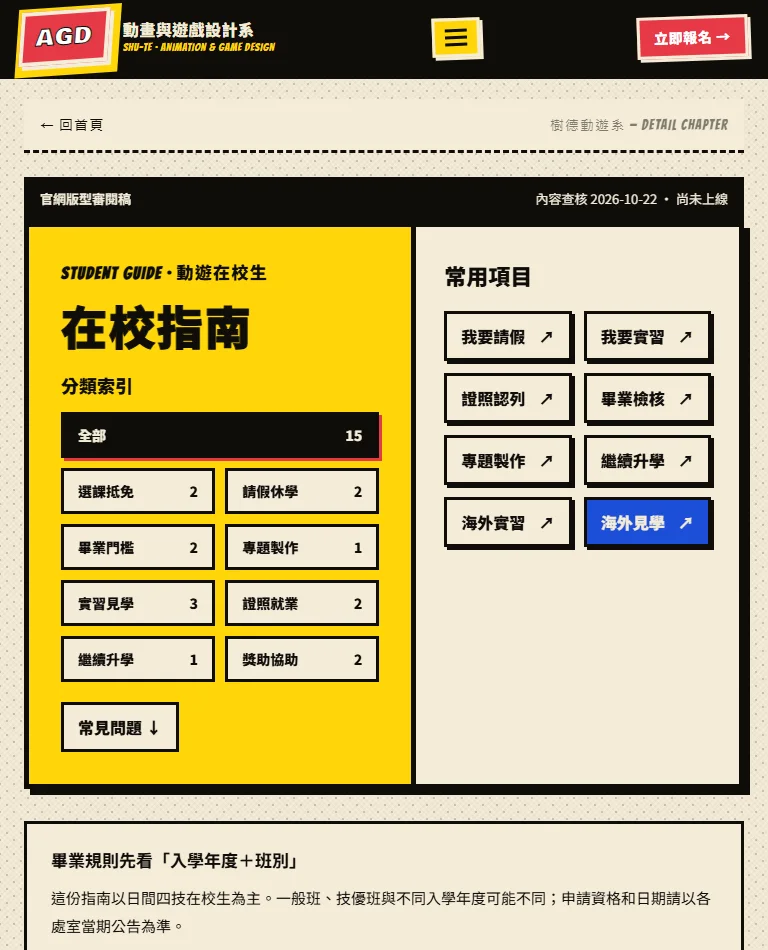 AGD
動畫與遊戲設計系
SHU-TE · ANIMATION & GAME DESIGN
立即報名 →
← 回首頁
樹德動遊系 — DETAIL CHAPTER
官網版型審閱稿
內容查核 2026-10-22 · 尚未上線
STUDENT GUIDE · 動遊在校生
在校指南
分類索引
全部 15
選課抵免 2
請假休學 2
畢業門檻 2
專題製作 1
實習見學 3
證照就業 2
繼續升學 1
獎助協助 2
常見問題 ↓
常用項目
我要請假 ↗
我要實習 ↗
證照認列 ↗
畢業檢核 ↗
專題製作 ↗
繼續升學 ↗
海外實習 ↗
海外見學 ↗
畢業規則先看「入學年度＋班別」
這份指南以日間四技在校生為主。一般班、技優班與不同入學年度可能不同；申請資格和日期請以各
處室當期公告為準。